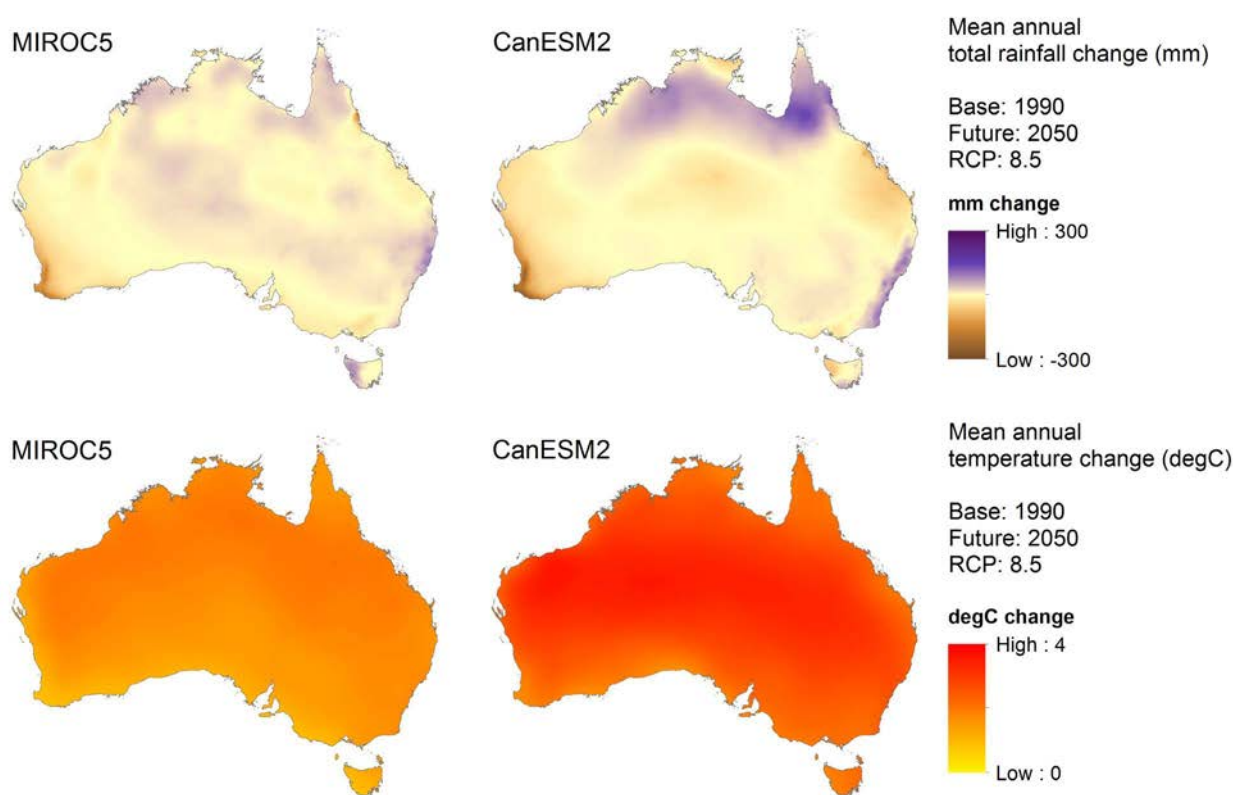 MIROC5
CanESM2
Mean annual
total rainfall change (mm)
Base: 1990
Future: 2050
RCP: 8.5
mm change
High : 300
Low : -300
MIROC5
CanESM2
Mean annual
temperature change (degC)
Base: 1990
Future: 2050
RCP: 8.5
degC change
High : 4
Low : 0